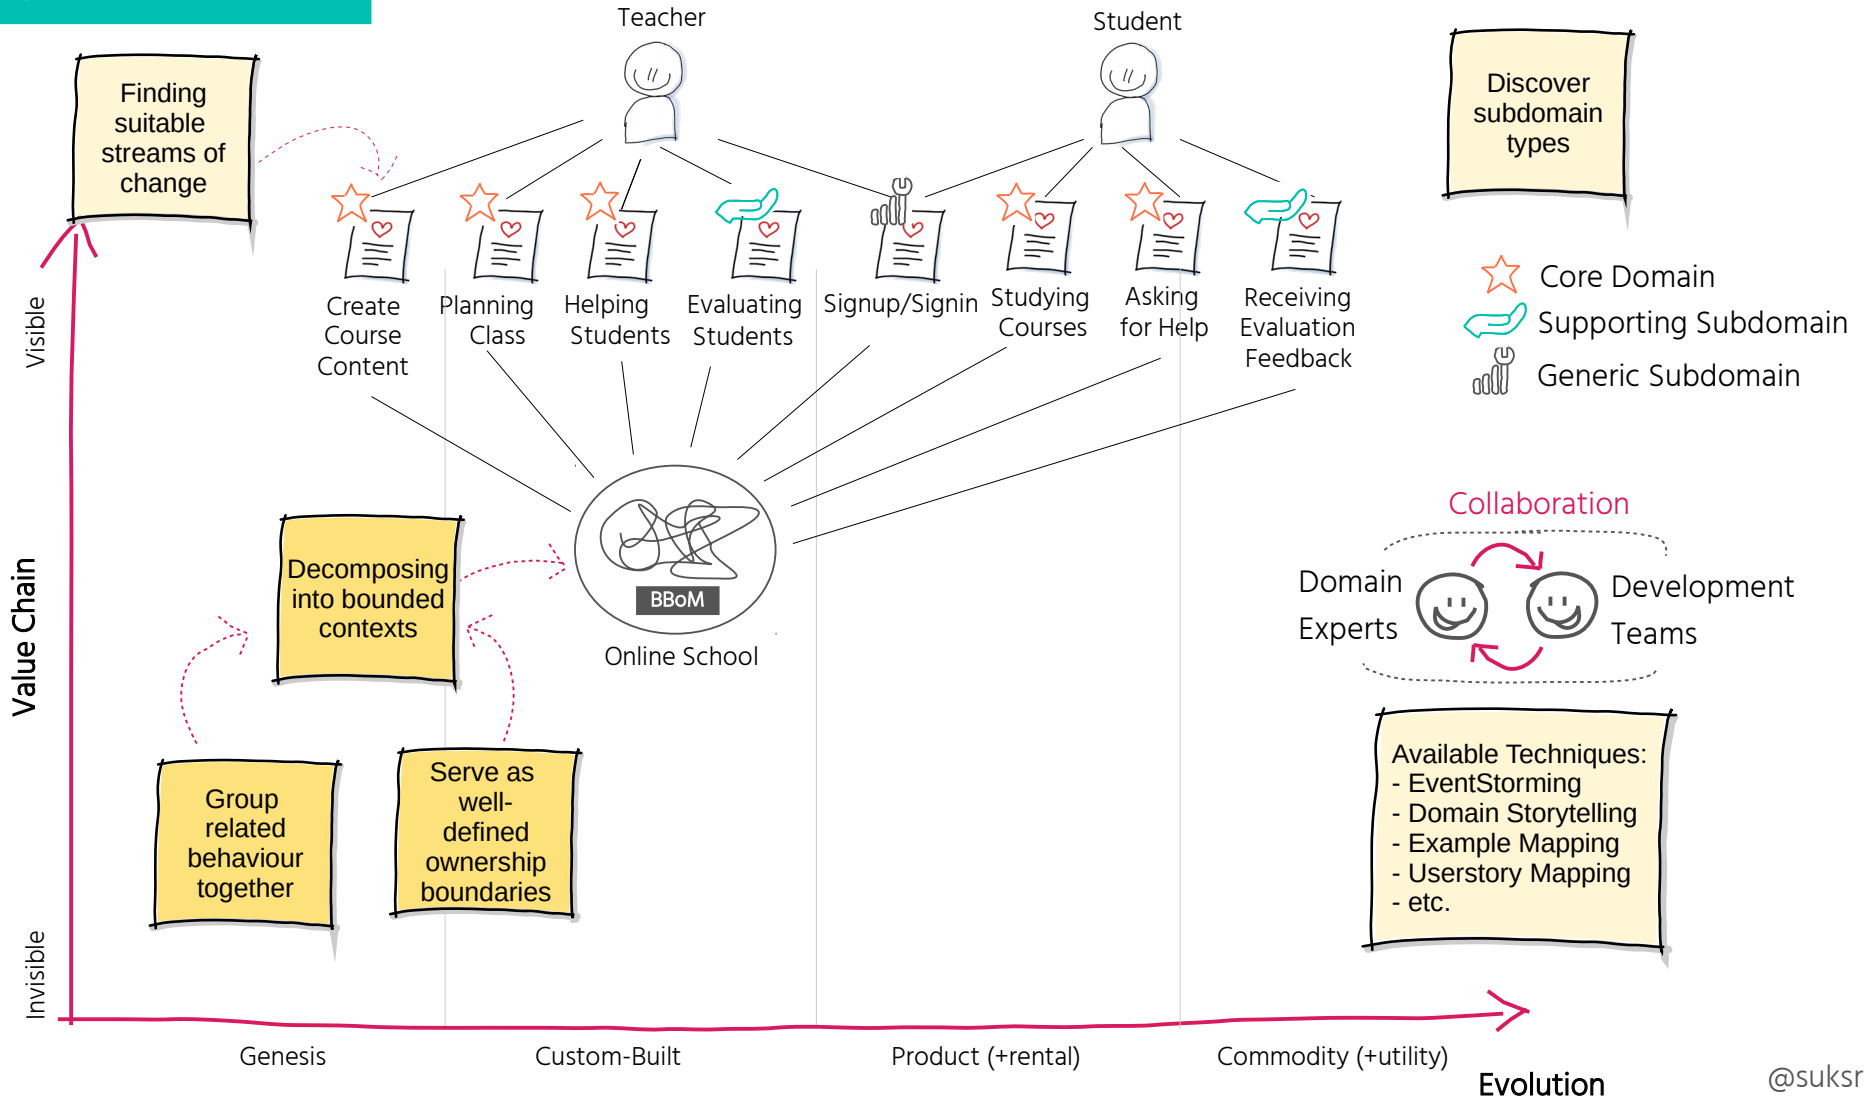 Teacher
Student
Finding
suitable
streams of
change
Discover
subdomain
types
Create
Course
Content
Planning
Class
Helping
Students
Evaluating
Students
Signup/Signin
Studying
Courses
Asking
for Help
Receiving
Evaluation
Feedback
Core Domain
Supporting Subdomain
Generic Subdomain
Visible
Value Chain
Invisible
Decomposing
into bounded
contexts
BBoM
Online School
Collaboration
Domain
Experts
Development
Teams
Group
related
behaviour
together
Serve as
well-
defined
ownership
boundaries
Available Techniques:
- EventStorming
- Domain Storytelling
- Example Mapping
- Userstory Mapping
- etc.
Genesis
Custom-Built
Product (+rental)
Commodity (+utility)
Evolution
@suksr